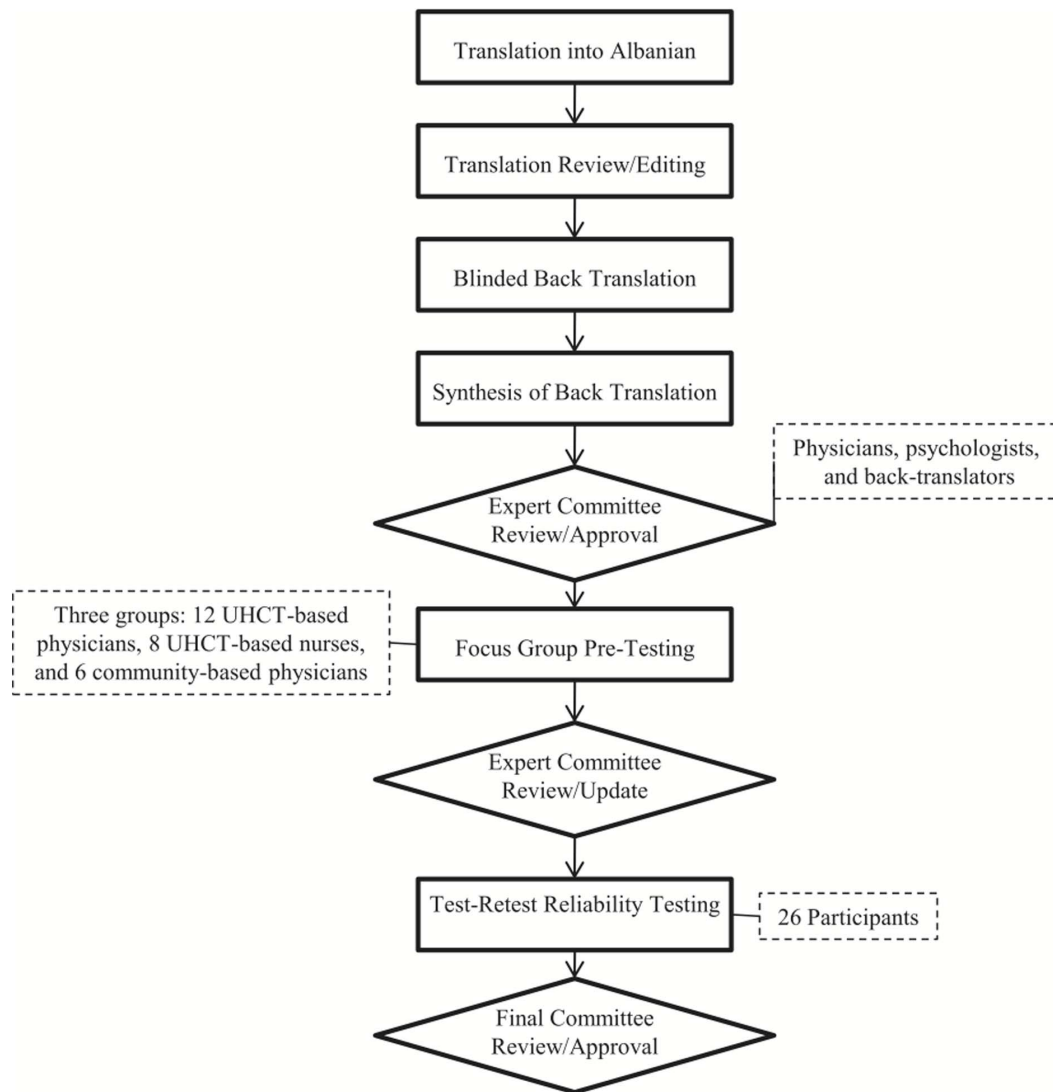 Translation into Albanian
Translation Review/Editing
Blinded Back Translation
Synthesis of Back Translation
Physicians, psychologists,
and back-translators
Expert Committee
Review/Approval
Three groups: 12 UHCT-based
physicians, 8 UHCT-based nurses,
and 6 community-based physicians
Focus Group Pre-Testing
Expert Committee
Review/Update
Test-Retest Reliability Testing
26 Participants
Final Committee
Review/Approval